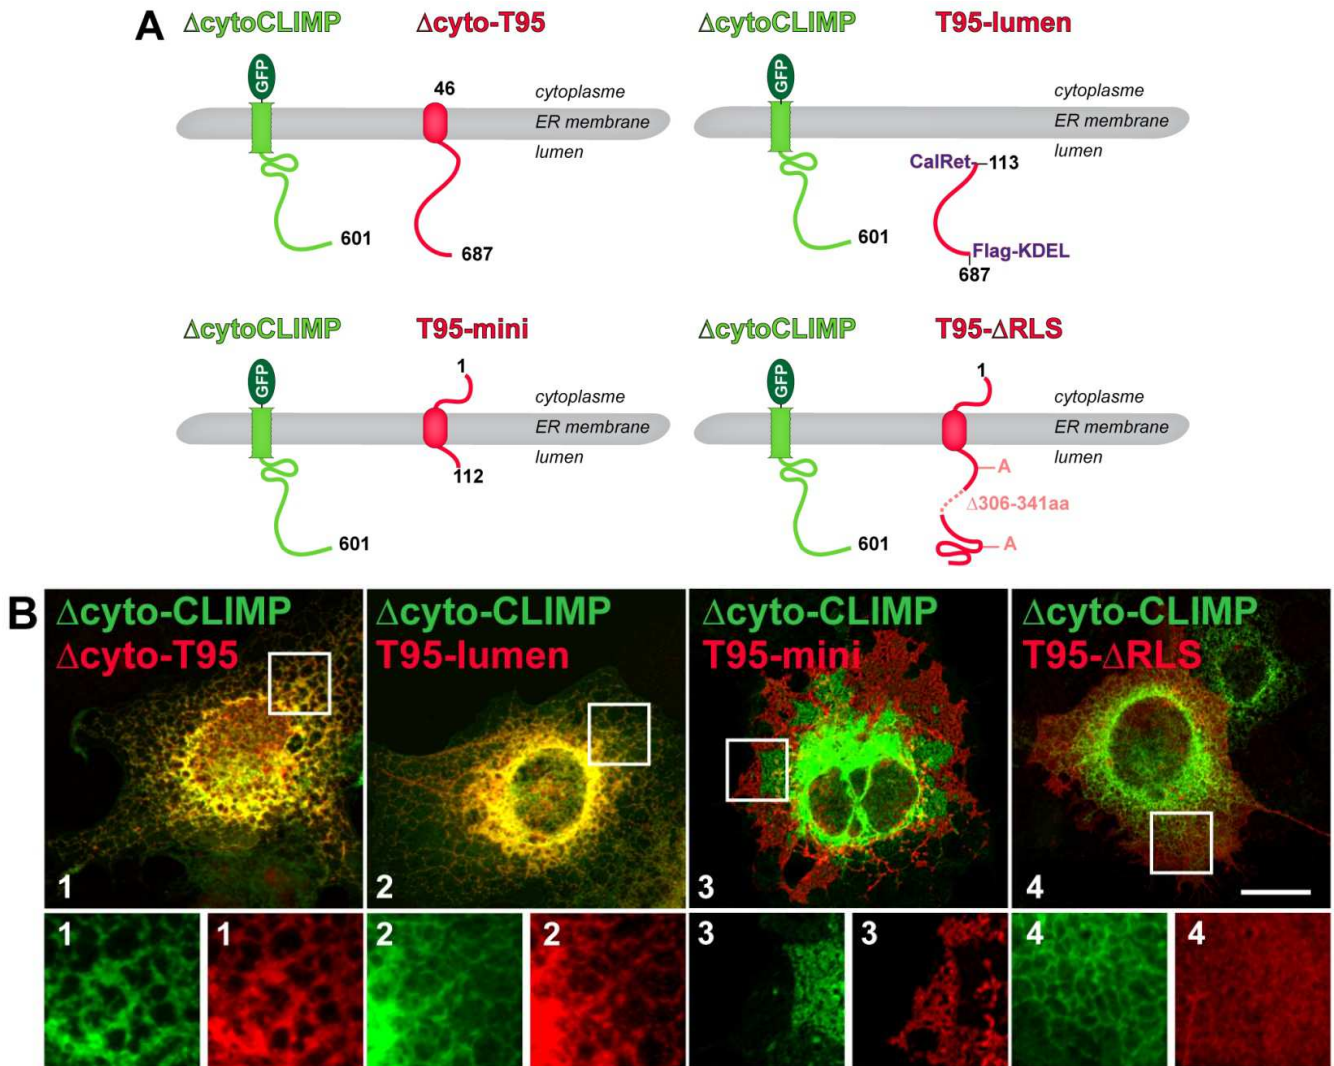 A
ΔcytoCLIMP Δcyto-T95
GFP
46
cytoplasme
ER membrane
lumen
601
687
ΔcytoCLIMP T95-lumen
GFP
cytoplasme
ER membrane
lumen
CalRet 113
601
Flag-KDEL
687
ΔcytoCLIMP T95-mini
GFP
1
cytoplasme
ER membrane
lumen
112
601
ΔcytoCLIMP T95-ΔRLS
GFP
1
cytoplasme
ER membrane
lumen
A
Δ306-341aa
A
601
B
Δcyto-CLIMP
Δcyto-T95
1
Δcyto-CLIMP
T95-lumen
2
Δcyto-CLIMP
T95-mini
3
Δcyto-CLIMP
T95-ΔRLS
4
1 1 2 2 3 3 4 4